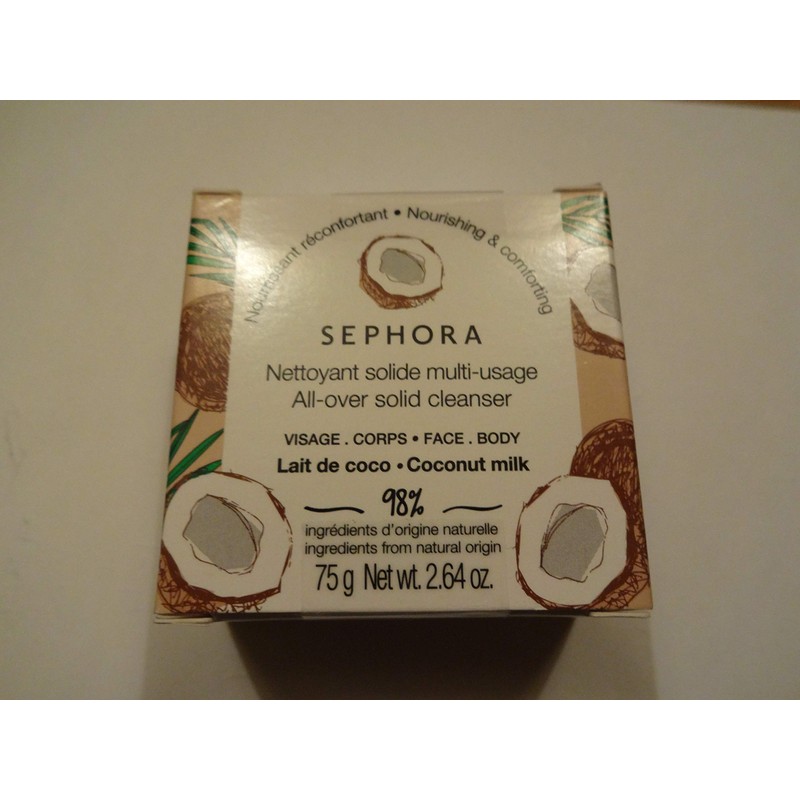 Nourrissant réconfortant • Nourishing & comforting
SEPHORA
Nettoyant solide multi-usage
All-over solid cleanser
VISAGE . CORPS • FACE . BODY
Lait de coco • Coconut milk
98%
ingrédients d'origine naturelle
ingredients from natural origin
75 g Net wt. 2.64 oz.